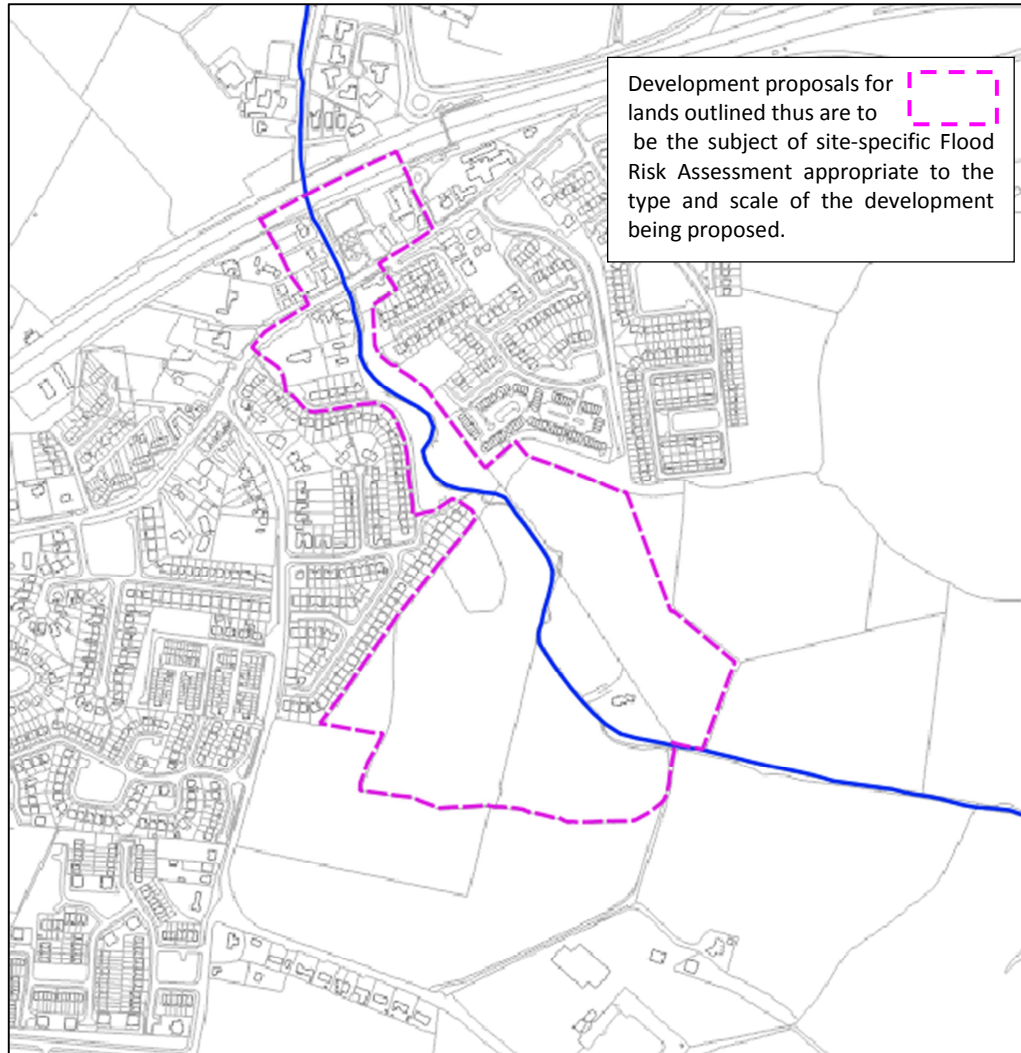 Development proposals for
lands outlined thus are to
be the subject of site-specific Flood
Risk Assessment appropriate to the
type and scale of the development
being proposed.